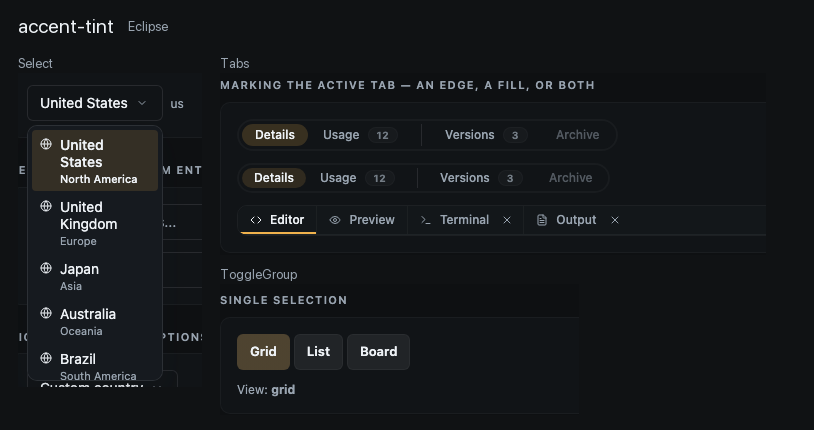 accent-tint Eclipse
Select
United States
us
United
States
North America
United
Kingdom
Europe
Japan
Asia
Australia
Oceania
Brazil
South America
Tabs
MARKING THE ACTIVE TAB — AN EDGE, A FILL, OR BOTH
Details Usage 12 Versions 3 Archive
Details Usage 12 Versions 3 Archive
Editor Preview Terminal Output
ToggleGroup
SINGLE SELECTION
Grid List Board
View: grid